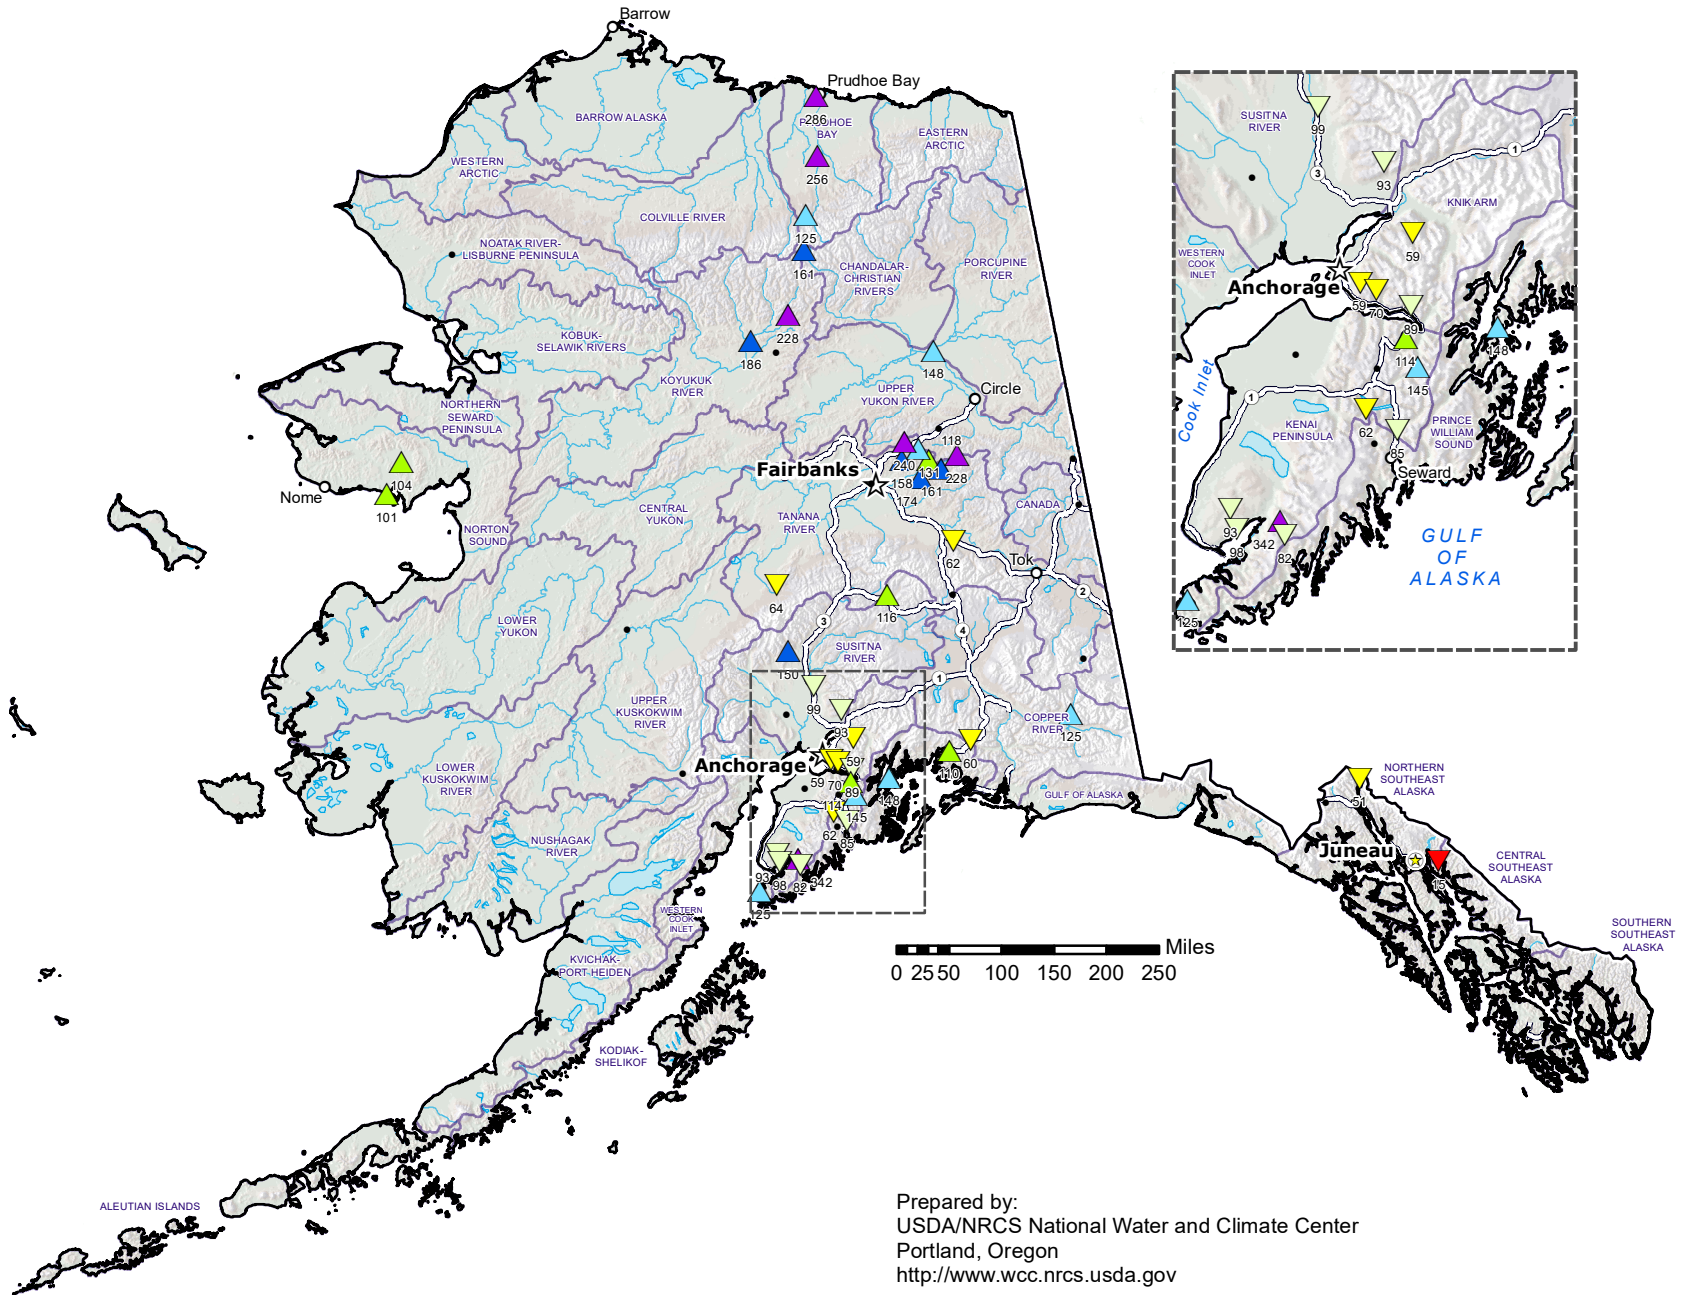 Barrow
Prudhoe Bay
286
BAY
BARROW ALASKA
EASTERN
ARCTIC
WESTERN
ARCTIC
256
COLVILLE RIVER
125
161
NOATAK RIVER-
LISBURNE PENINSULA
CHANDALAR-
CHRISTIAN
RIVERS
PORCUPINE
RIVER
228
KOBUK-
SELAWIK RIVERS
186
148
KOYUKUK
RIVER
UPPER
YUKON RIVER
Circle
NORTHERN
SEWARD
PENINSULA
118
Fairbanks
240
131
228
158
161
174
104
Nome
101
CENTRAL
YUKON
TANANA
RIVER
CANADA
NORTON
SOUND
62
Tok
64
2
116
3
4
LOWER
YUKON
SUSITNA
RIVER
150
1
99
UPPER
KUSKOKWIM
RIVER
93
COPPER
RIVER
125
59
60
Anchorage
110
LOWER
KUSKOKWIM
RIVER
59
70
89
148
114
145
62
85
GULF OF ALASKA
NUSHAGAK
RIVER
93
98
82
342
125
WESTERN
COOK
INLET
KVICHAK-
PORT HEIDEN
KODIAK-
SHELIKOF
ALEUTIAN ISLANDS
NORTHERN
SOUTHEAST
ALASKA
51
Juneau
15
CENTRAL
SOUTHEAST
ALASKA
SOUTHERN
SOUTHEAST
ALASKA
Miles
0 25 50 100 150 200 250
SUSITNA
RIVER
99
1
93
3
KNIK ARM
59
WESTERN
COOK
INLET
Anchorage
59
70
89
114
148
145
Cook Inlet
1
62
KENAI
PENINSULA
PRINCE
WILLIAM
SOUND
85
Seward
93
98
342
82
125
GULF
OF
ALASKA
Prepared by:
USDA/NRCS National Water and Climate Center
Portland, Oregon
http://www.wcc.nrcs.usda.gov